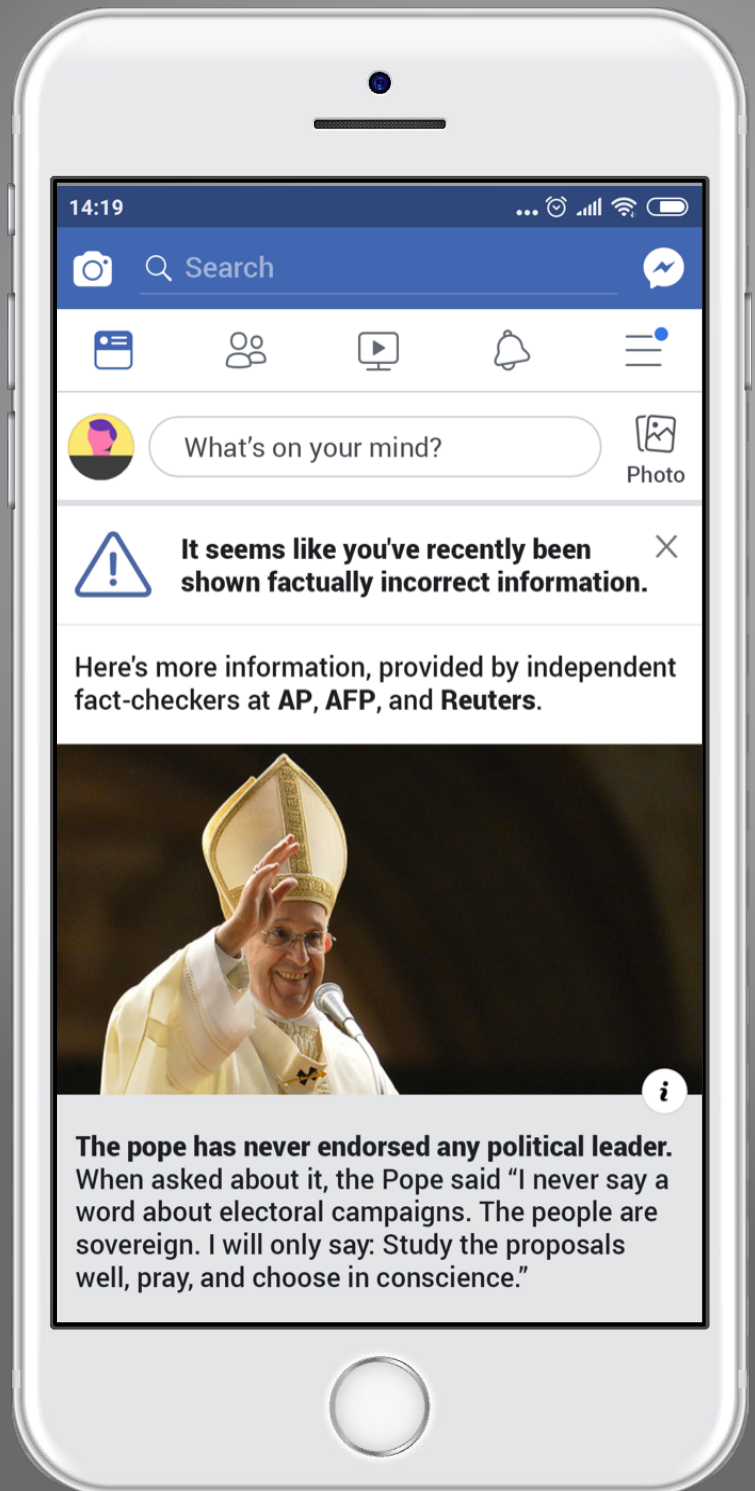 14:19
Search
What's on your mind?
Photo
It seems like you've recently been
shown factually incorrect information.
Here's more information, provided by independent
fact-checkers at AP, AFP, and Reuters.
i
The pope has never endorsed any political leader.
When asked about it, the Pope said “I never say a
word about electoral campaigns. The people are
sovereign. I will only say: Study the proposals
well, pray, and choose in conscience.”